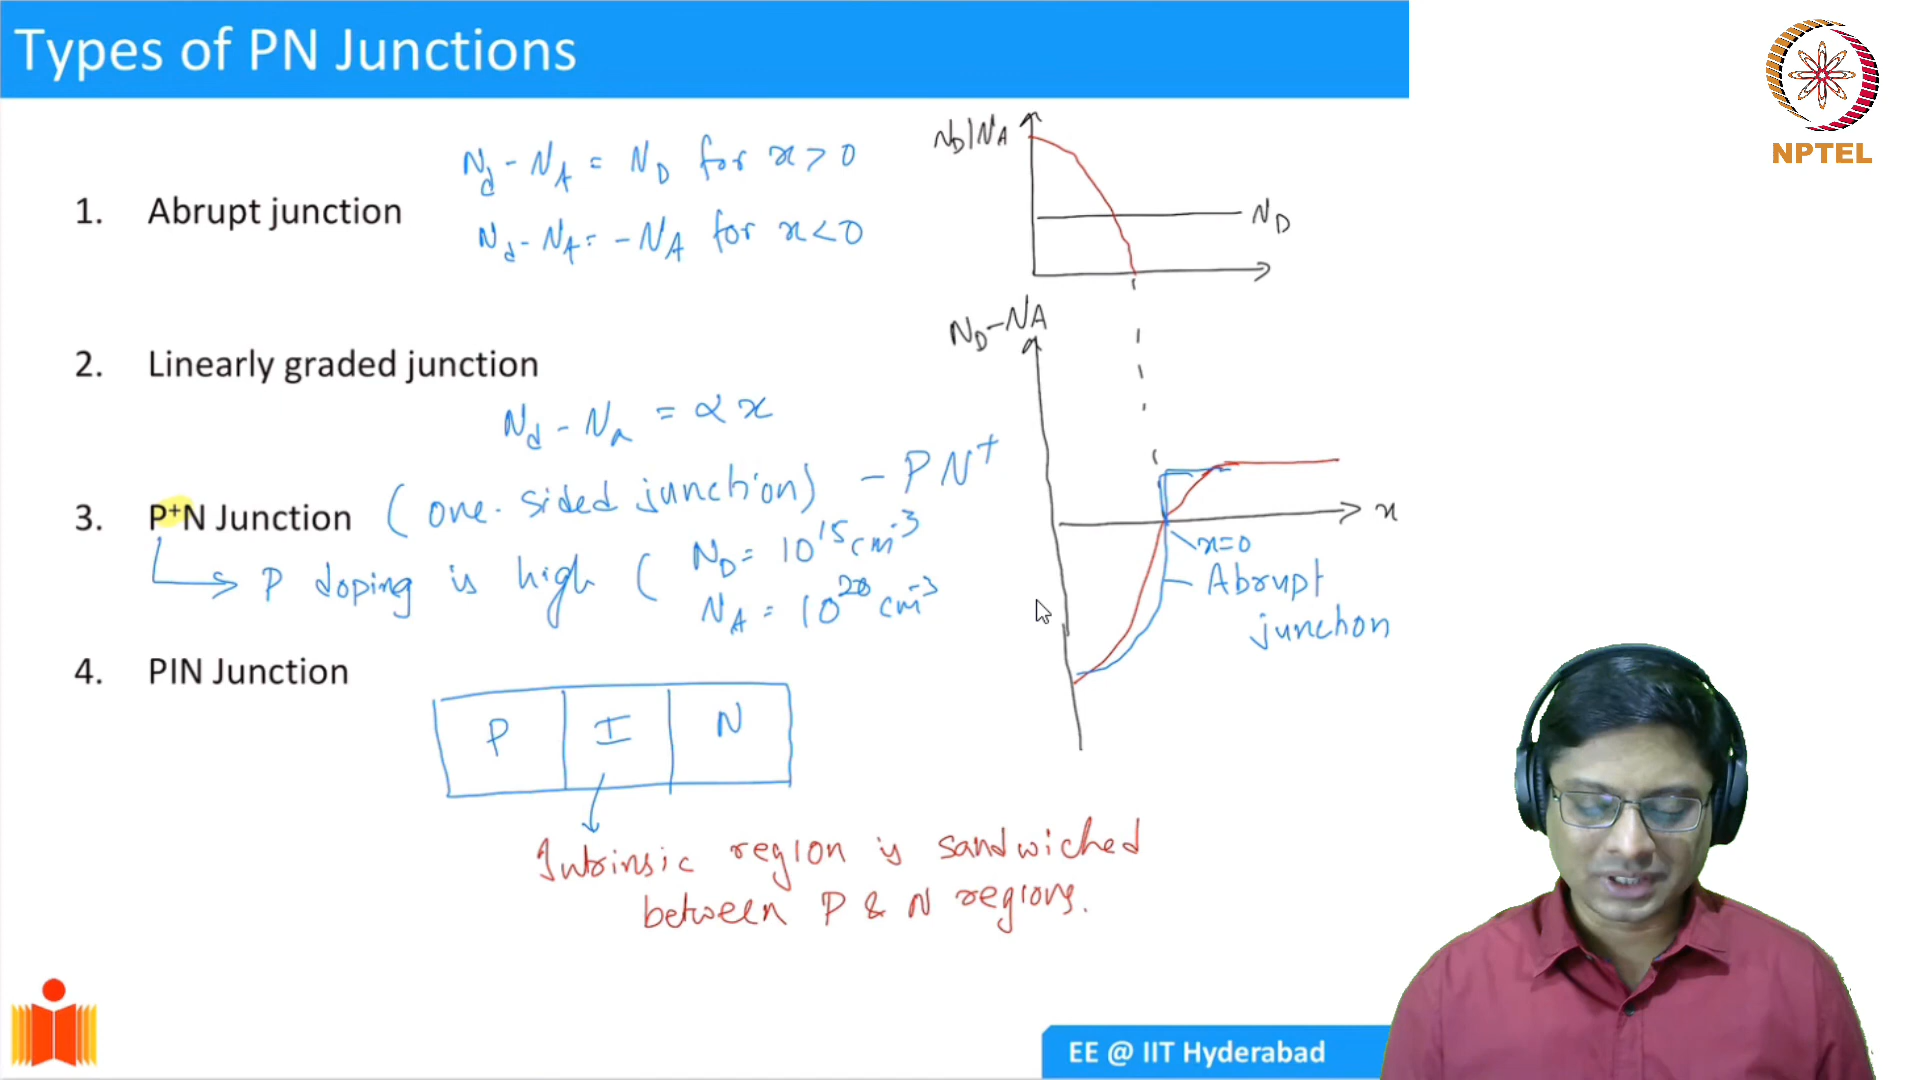 Types of PN Junctions
NPTEL
1. Abrupt junction
Nd - NA = ND for x > 0
Nd - NA = - NA for x < 0
2. Linearly graded junction
Nd - Na = αx
3. P+N Junction (one-sided junction) - PN+
P doping is high ( ND = 10^15 cm^-3
NA = 10^20 cm^-3
4. PIN Junction
P I N
Intrinsic region is sandwiched
between P & N regions.
ND|NA
ND
ND-NA
x
x=0
Abrupt
junction
EE @ IIT Hyderabad